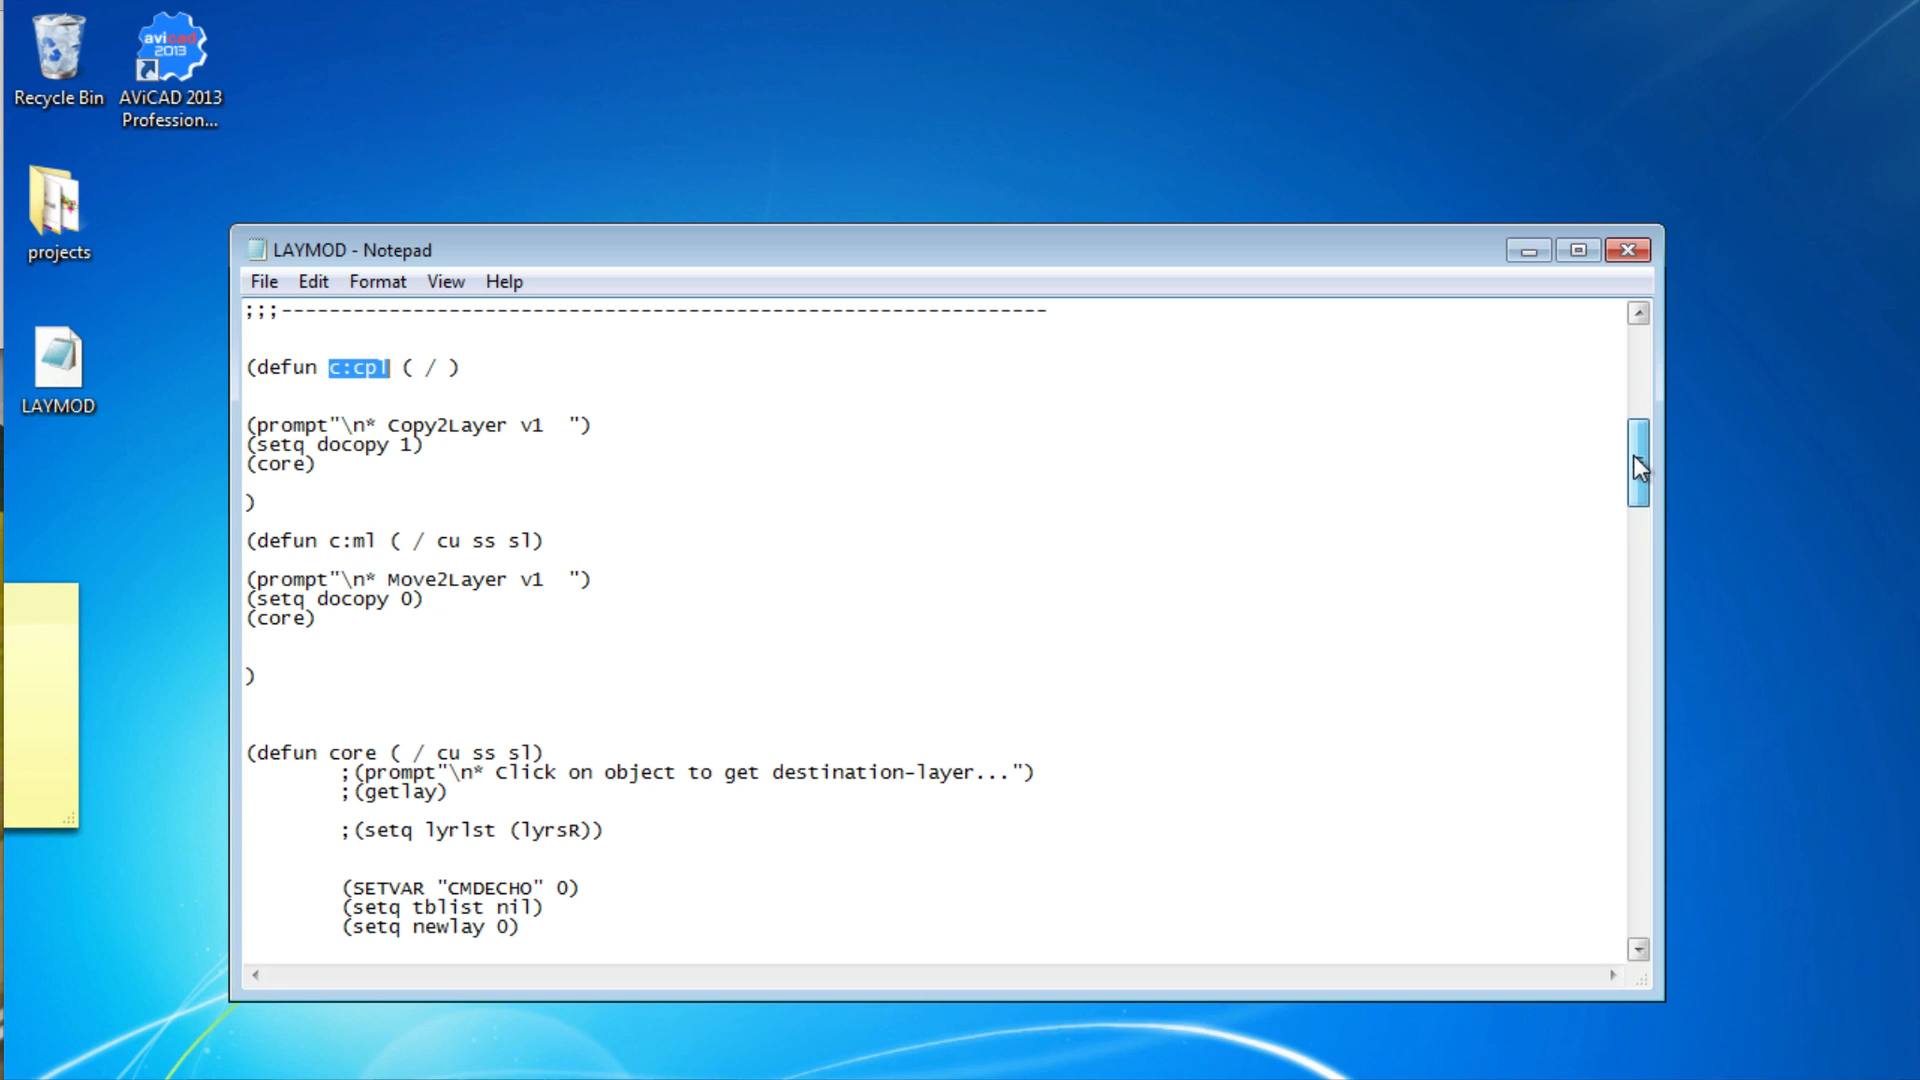 Recycle Bin
avicad
2013
AViCAD 2013
Profession...
projects
LAYMOD
LAYMOD - Notepad
File Edit Format View Help
;;;----------------------------------------------------------------
(defun c:cpl ( / )
(prompt"\n* Copy2Layer v1  ")
(setq docopy 1)
(core)
)
(defun c:ml ( / cu ss sl)
(prompt"\n* Move2Layer v1  ")
(setq docopy 0)
(core)
)
(defun core ( / cu ss sl)
;(prompt"\n* Click on object to get destination-layer...")
;(getlay)
;(setq lyrlst (lyrsR))
(SETVAR "CMDECHO" 0)
(setq tblist nil)
(setq newlay 0)